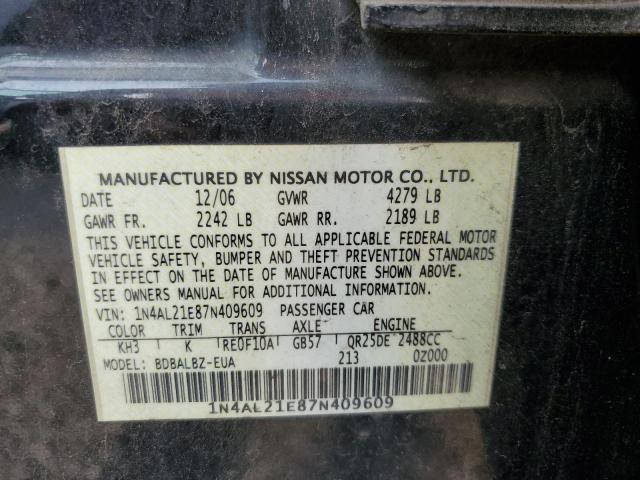 MANUFACTURED BY NISSAN MOTOR CO., LTD.
DATE 12/06 GVWR 4279 LB
GAWR FR. 2242 LB GAWR RR. 2189 LB
THIS VEHICLE CONFORMS TO ALL APPLICABLE FEDERAL MOTOR
VEHICLE SAFETY, BUMPER AND THEFT PREVENTION STANDARDS
IN EFFECT ON THE DATE OF MANUFACTURE SHOWN ABOVE.
SEE OWNERS MANUAL FOR ADDITIONAL INFORMATION.
VIN: 1N4AL21E87N409609 PASSENGER CAR
COLOR TRIM TRANS AXLE ENGINE
KH3 K RE0F10A GB57 QR25DE 2488CC
MODEL: BDBALBZ-EUA 213 0Z000
1N4AL21E87N409609